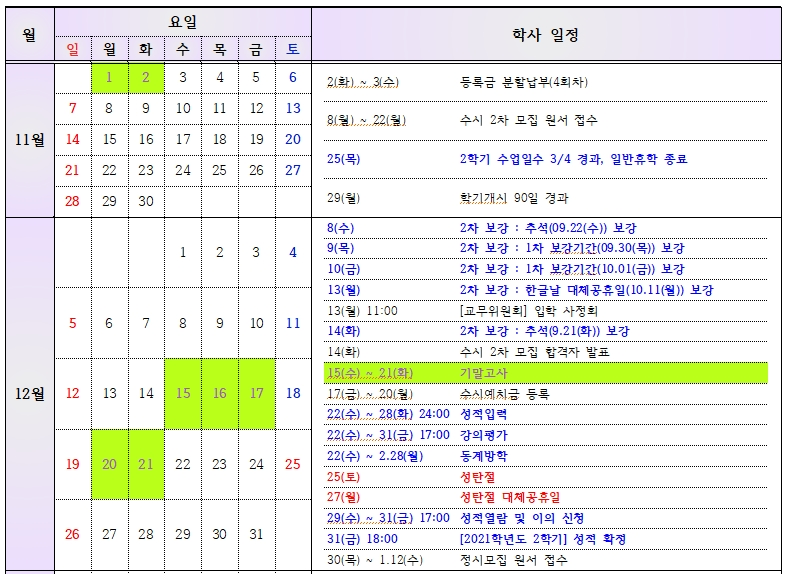 월 요일 학사 일정
일 월 화 수 목 금 토
11월
1 2 3 4 5 6
7 8 9 10 11 12 13
14 15 16 17 18 19 20
21 22 23 24 25 26 27
28 29 30
2(화) ~ 3(수) 등록금 분할납부(4회차)
8(월) ~ 22(월) 수시 2차 모집 원서 접수
25(목) 2학기 수업일수 3/4 경과, 일반휴학 종료
29(월) 학기개시 90일 경과
12월
1 2 3 4
5 6 7 8 9 10 11
12 13 14 15 16 17 18
19 20 21 22 23 24 25
26 27 28 29 30 31
8(수) 2차 보강 : 추석(09.22(수)) 보강
9(목) 2차 보강 : 1차 보강기간(09.30(목)) 보강
10(금) 2차 보강 : 1차 보강기간(10.01(금)) 보강
13(월) 2차 보강 : 한글날 대체공휴일(10.11(월)) 보강
13(월) 11:00 [교무위원회] 입학 사정회
14(화) 2차 보강 : 추석(9.21(화)) 보강
14(화) 수시 2차 모집 합격자 발표
15(수) ~ 21(화) 기말고사
17(금) ~ 20(월) 수시예치금 등록
22(수) ~ 28(화) 24:00 성적입력
22(수) ~ 31(금) 17:00 강의평가
22(수) ~ 2.28(월) 동계방학
25(토) 성탄절
27(월) 성탄절 대체공휴일
29(수) ~ 31(금) 17:00 성적열람 및 이의 신청
31(금) 18:00 [2021학년도 2학기] 성적 확정
30(목) ~ 1.12(수) 정시모집 원서 접수